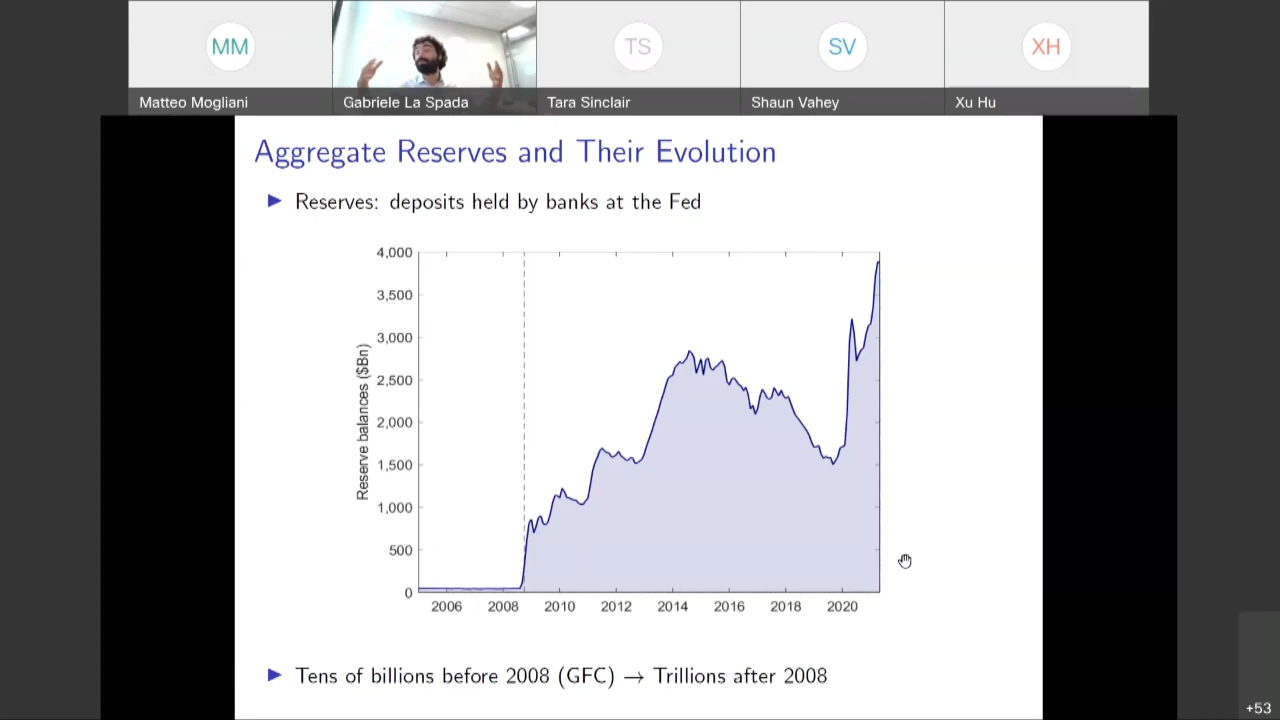 MM
TS
SV
XH
Matteo Mogliani
Gabriele La Spada
Tara Sinclair
Shaun Vahey
Xu Hu
Aggregate Reserves and Their Evolution
Reserves: deposits held by banks at the Fed
Reserve balances ($Bn)
4,000
3,500
3,000
2,500
2,000
1,500
1,000
500
0
2006 2008 2010 2012 2014 2016 2018 2020
Tens of billions before 2008 (GFC) → Trillions after 2008
+53